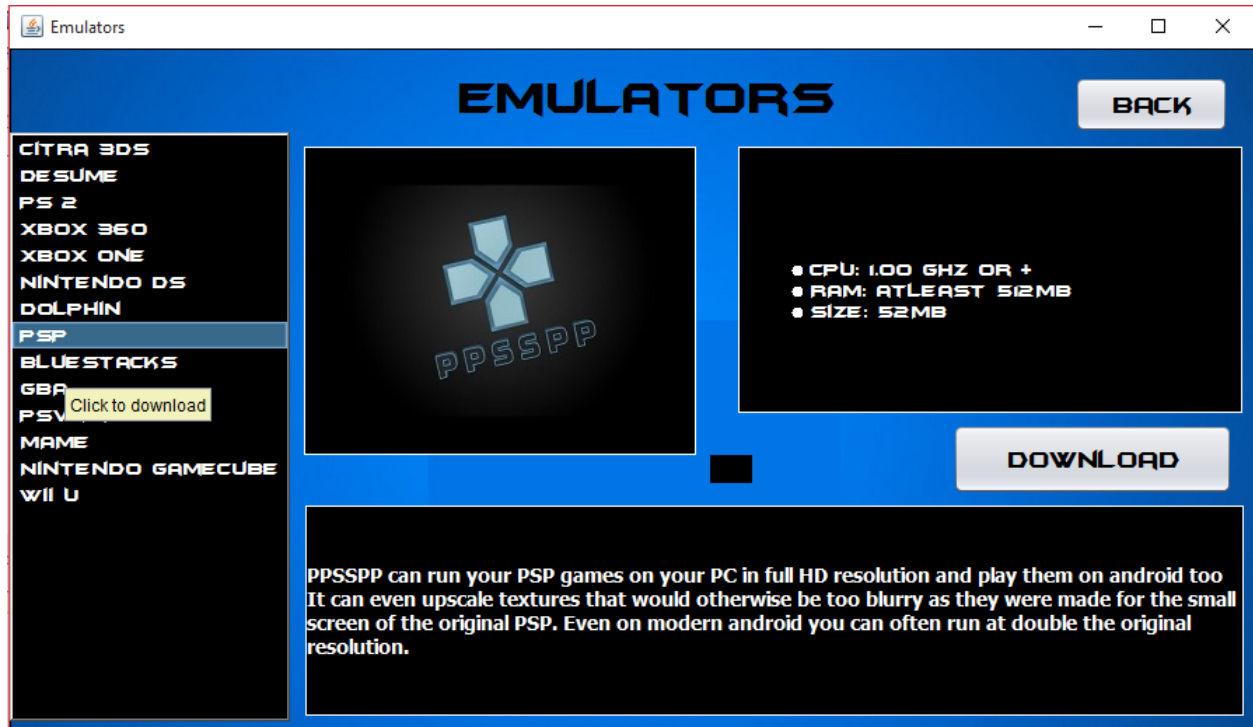 Emulators
EMULATORS
BACK
CITRA 3DS
DESUME
PS 2
XBOX 360
XBOX ONE
NINTENDO DS
DOLPHIN
PSP
BLUESTACKS
GBA
Click to download
MAME
NINTENDO GAMECUBE
WII U
PPSSPP
CPU: 1.00 GHZ OR +
RAM: ATLEAST 512MB
SIZE: 52MB
DOWNLOAD
PPSSPP can run your PSP games on your PC in full HD resolution and play them on android too
It can even upscale textures that would otherwise be too blurry as they were made for the small
screen of the original PSP. Even on modern android you can often run at double the original
resolution.